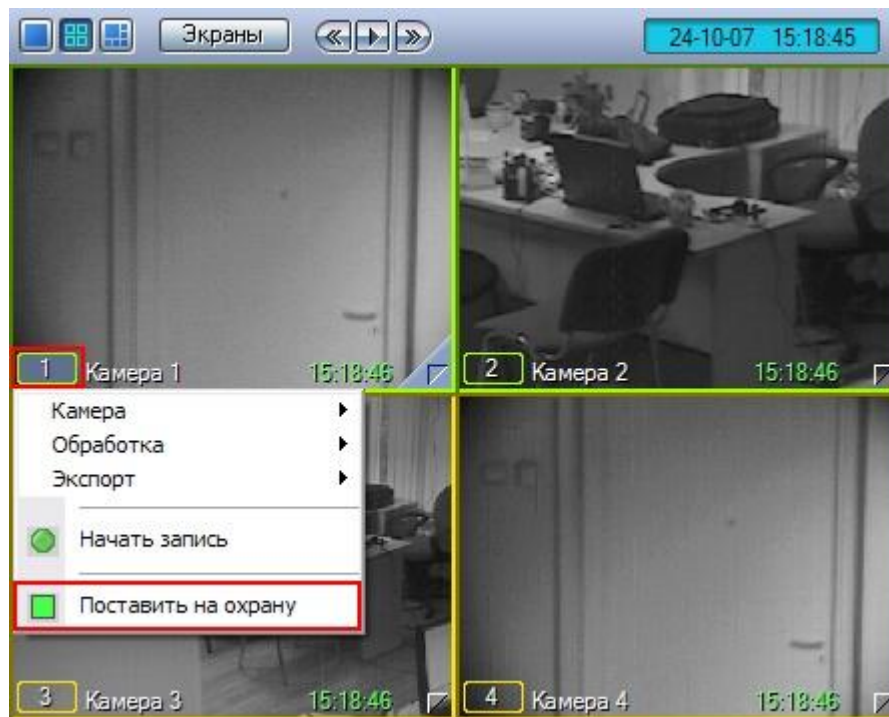 Экраны
24-10-07 15:18:45
1 Камера 1 15:18:46
2 Камера 2 15:18:46
Камера
Обработка
Экспорт
Начать запись
Поставить на охрану
3 Камера 3 15:18:46
4 Камера 4 15:18:46